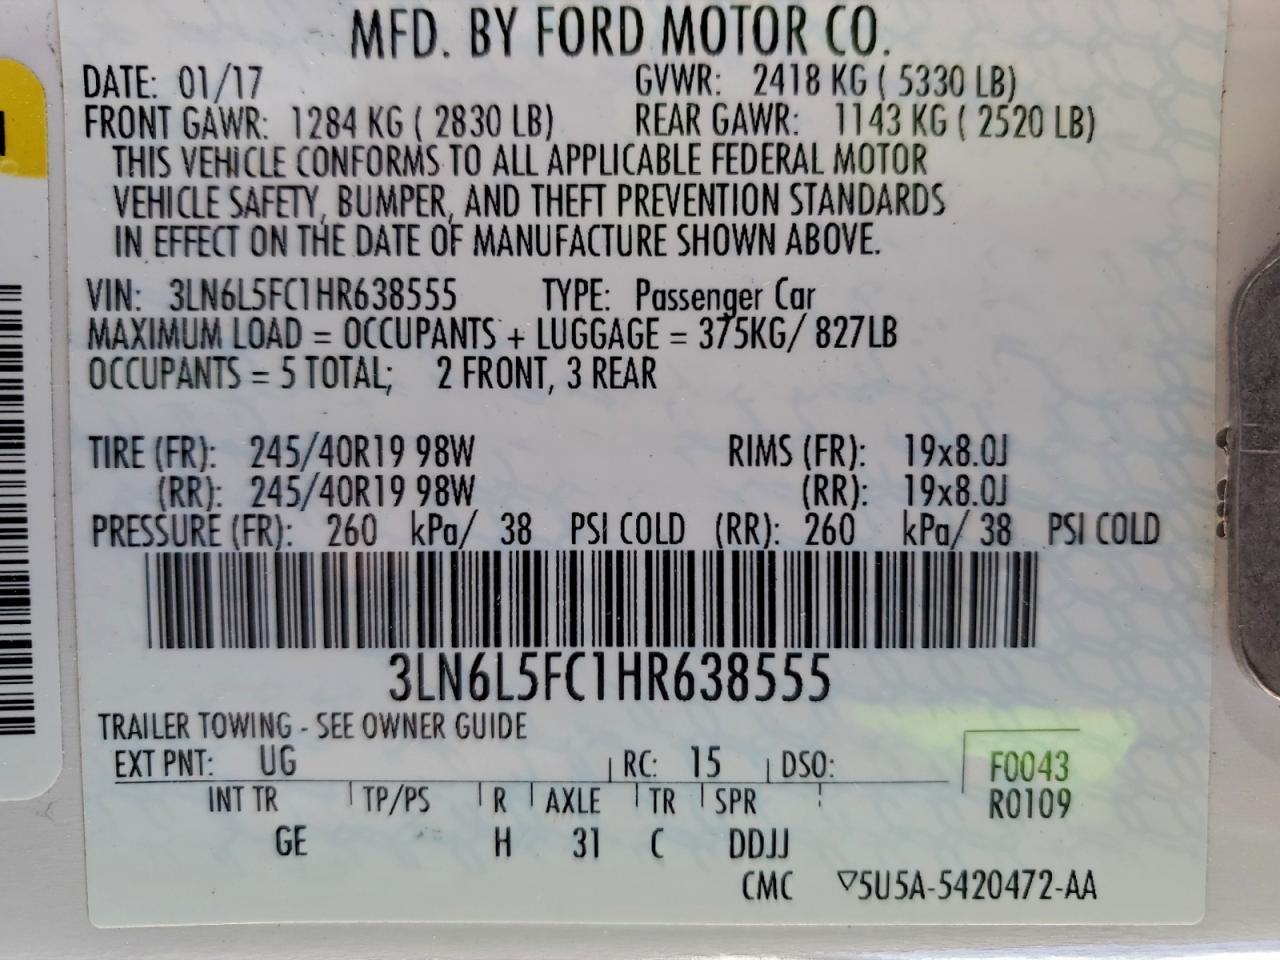 MFD. BY FORD MOTOR CO.
DATE: 01/17 GVWR: 2418 KG ( 5330 LB)
FRONT GAWR: 1284 KG ( 2830 LB) REAR GAWR: 1143 KG ( 2520 LB)
THIS VEHICLE CONFORMS TO ALL APPLICABLE FEDERAL MOTOR
VEHICLE SAFETY, BUMPER, AND THEFT PREVENTION STANDARDS
IN EFFECT ON THE DATE OF MANUFACTURE SHOWN ABOVE.
VIN: 3LN6L5FC1HR638555 TYPE: Passenger Car
MAXIMUM LOAD = OCCUPANTS + LUGGAGE = 375KG/ 827LB
OCCUPANTS = 5 TOTAL; 2 FRONT, 3 REAR
TIRE (FR): 245/40R19 98W RIMS (FR): 19x8.0J
(RR): 245/40R19 98W (RR): 19x8.0J
PRESSURE (FR): 260 kPa/ 38 PSI COLD (RR): 260 kPa/ 38 PSI COLD
3LN6L5FC1HR638555
TRAILER TOWING - SEE OWNER GUIDE
EXT PNT: UG RC: 15 DSO: F0043
INT TR TP/PS R AXLE TR SPR R0109
GE H 31 C DDJJ
CMC ▽5U5A-5420472-AA